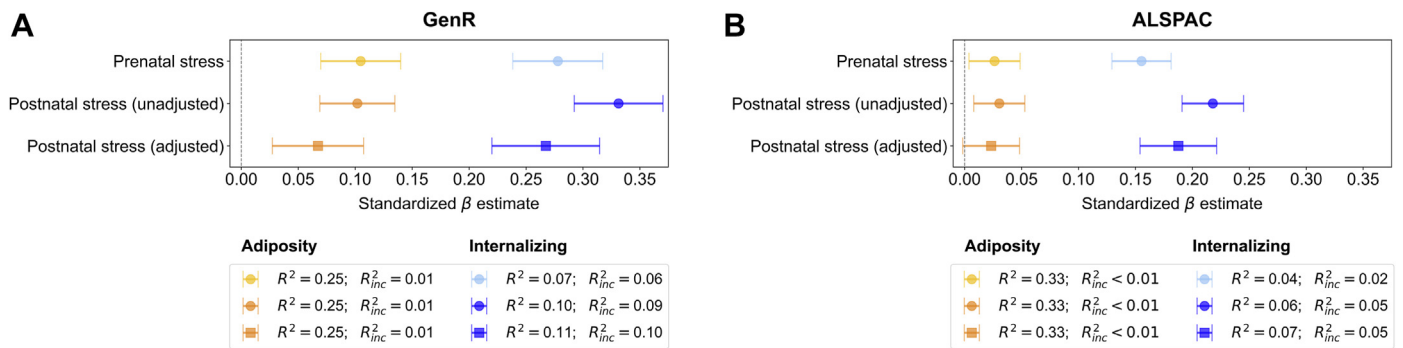 A
GenR
Prenatal stress
Postnatal stress (unadjusted)
Postnatal stress (adjusted)
0.00 0.05 0.10 0.15 0.20 0.25 0.30 0.35
Standardized β estimate
Adiposity Internalizing
R² = 0.25; R²inc = 0.01 R² = 0.07; R²inc = 0.06
R² = 0.25; R²inc = 0.01 R² = 0.10; R²inc = 0.09
R² = 0.25; R²inc = 0.01 R² = 0.11; R²inc = 0.10
B
ALSPAC
Prenatal stress
Postnatal stress (unadjusted)
Postnatal stress (adjusted)
0.00 0.05 0.10 0.15 0.20 0.25 0.30 0.35
Standardized β estimate
Adiposity Internalizing
R² = 0.33; R²inc < 0.01 R² = 0.04; R²inc = 0.02
R² = 0.33; R²inc < 0.01 R² = 0.06; R²inc = 0.05
R² = 0.33; R²inc < 0.01 R² = 0.07; R²inc = 0.05